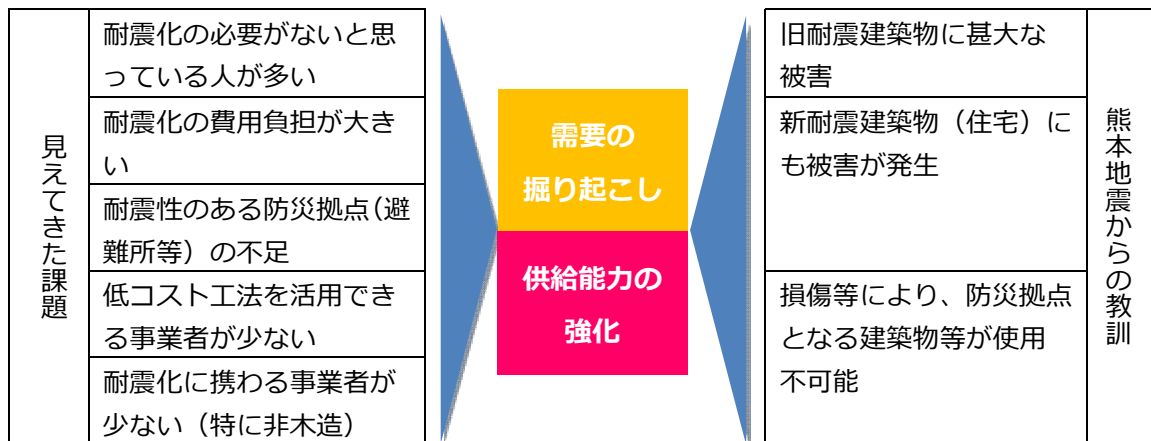 見えてきた課題
耐震化の必要がないと思
っている人が多い
耐震化の費用負担が大き
い
耐震性のある防災拠点(避
難所等)の不足
低コスト工法を活用でき
る事業者が少ない
耐震化に携わる事業者が
少ない(特に非木造)
需要の
掘り起こし
供給能力の
強化
旧耐震建築物に甚大な
被害
新耐震建築物(住宅)に
も被害が発生
損傷等により、防災拠点
となる建築物等が使用
不可能
熊本地震からの教訓